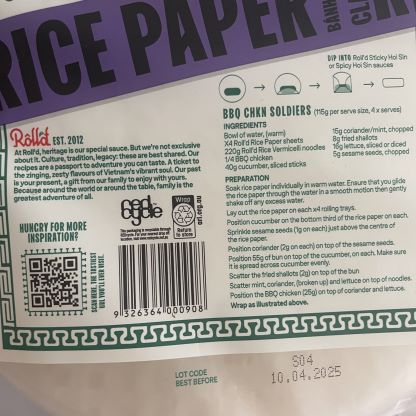 RICE PAPER
BÁNH
DIP INTO Roll'd Sticky Hoi Sin
or Spicy Hoi Sin sauces
BBQ CHKN SOLDIERS (115g per serve size, 4 x serves)
INGREDIENTS
Bowl of water, (warm)
X4 Roll'd Rice Paper sheets
220g Roll'd Rice Vermicelli noodles
1/4 BBQ chicken
40g cucumber, sliced sticks
15g coriander/mint, chopped
8g fried shallots
16g lettuce, sliced or diced
5g sesame seeds, chopped
PREPARATION
Soak rice paper individually in warm water. Ensure that you glide
the rice paper through the water in a smooth motion then gently
shake off any excess water.
Lay out the rice paper on each x4 rolling trays.
Position cucumber on the bottom third of the rice paper on each.
Sprinkle sesame seeds (1g on each) just above the centre of
the rice paper.
Position coriander (2g on each) on top of the sesame seeds.
Position 55g of bun on top of the cucumber, on each. Make sure
it is spread across cucumber evenly.
Scatter the fried shallots (2g) on top of the bun
Scatter mint, coriander, (broken up) and lettuce on top of noodles.
Position the BBQ chicken (25g) on top of coriander and lettuce.
Wrap as illustrated above.
Roll'd EST. 2012
At Roll'd, heritage is our special sauce. But we're not exclusive
about it. Culture, tradition, legacy: these are best shared. Our
recipes are a passport to adventure you can taste. A ticket to
the zinging, zesty flavours of Vietnam's vibrant soul. Our past
is your present, a gift from our family to enjoy with yours.
Because around the world or around the table, family is the
greatest adventure of all.
HUNGRY FOR MORE
INSPIRATION?
SCAN HERE. THE TASTIEST
red
cycle
Wrap
Return
to store
arl.org.au
9 326364 000908
LOT CODE
BEST BEFORE
S04
10.04.2025